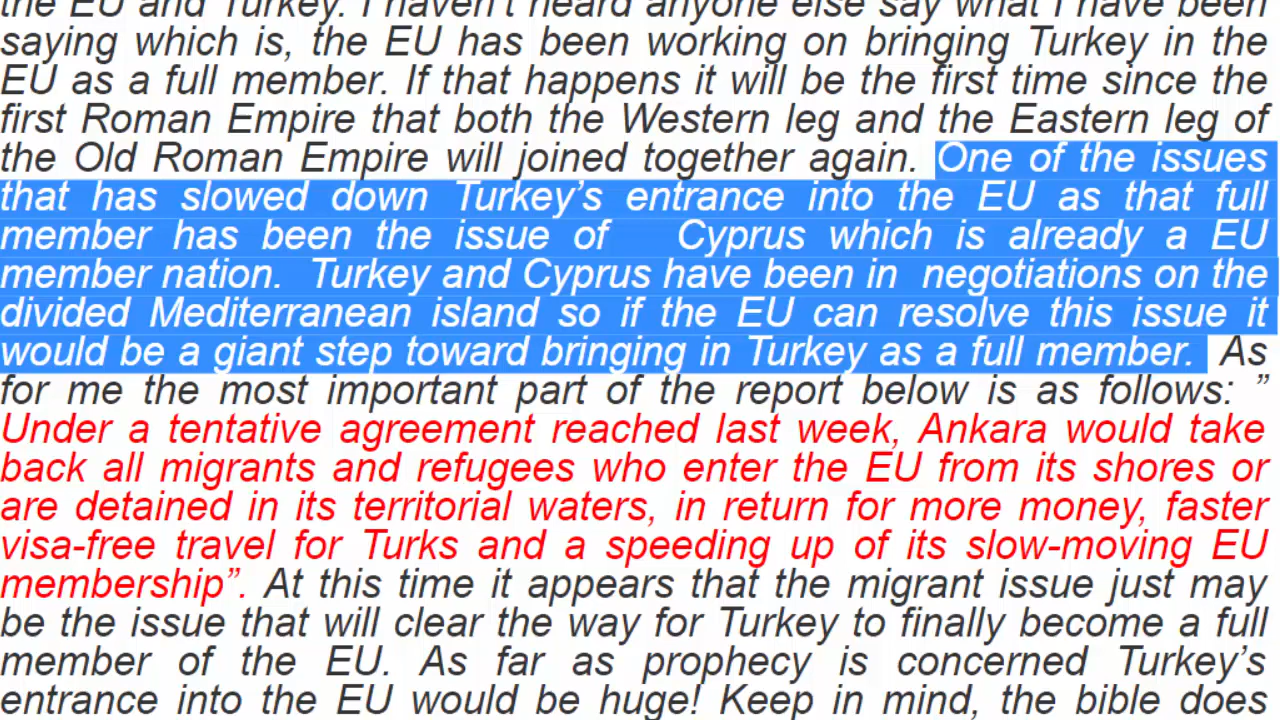 the EU and Turkey. I haven't heard anyone else say what I have been
saying which is, the EU has been working on bringing Turkey in the
EU as a full member. If that happens it will be the first time since the
first Roman Empire that both the Western leg and the Eastern leg of
the Old Roman Empire will joined together again. One of the issues
that has slowed down Turkey’s entrance into the EU as that full
member has been the issue of Cyprus which is already a EU
member nation. Turkey and Cyprus have been in negotiations on the
divided Mediterranean island so if the EU can resolve this issue it
would be a giant step toward bringing in Turkey as a full member. As
for me the most important part of the report below is as follows: ”
Under a tentative agreement reached last week, Ankara would take
back all migrants and refugees who enter the EU from its shores or
are detained in its territorial waters, in return for more money, faster
visa-free travel for Turks and a speeding up of its slow-moving EU
membership”. At this time it appears that the migrant issue just may
be the issue that will clear the way for Turkey to finally become a full
member of the EU. As far as prophecy is concerned Turkey’s
entrance into the EU would be huge! Keep in mind, the bible does